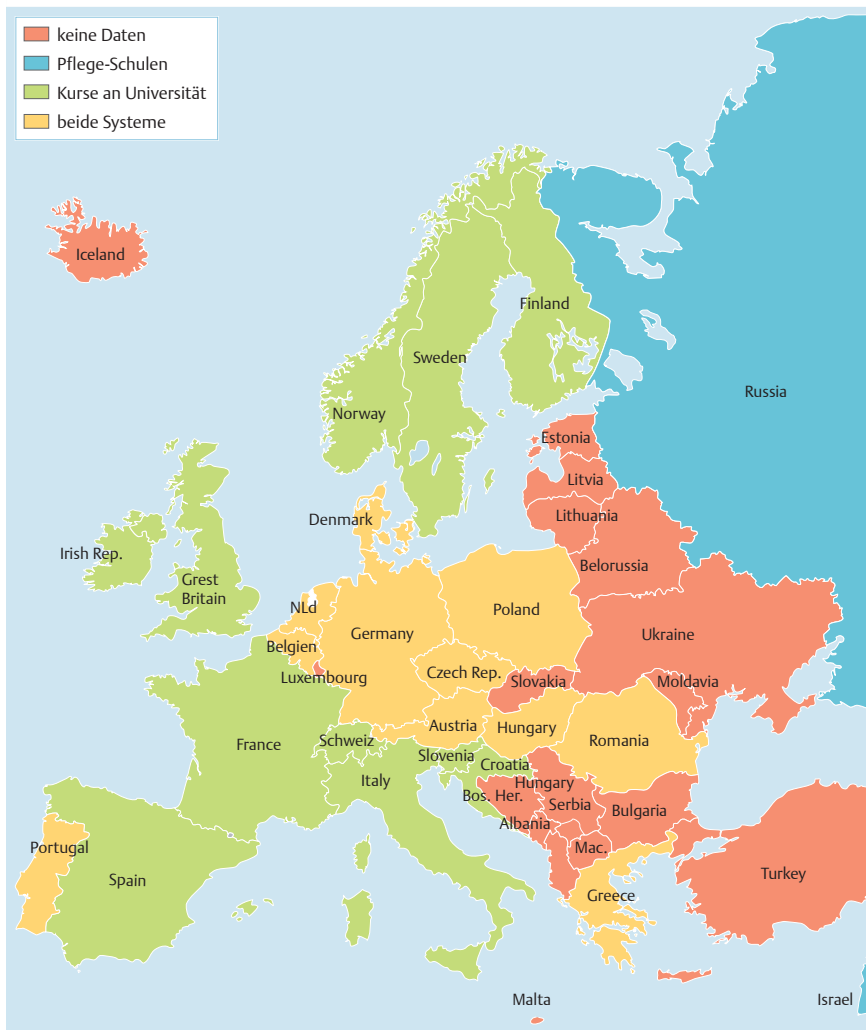 keine Daten
Pflege-Schulen
Kurse an Universität
beide Systeme
Iceland
Finland
Sweden
Russia
Norway
Estonia
Litvia
Lithuania
Denmark
Irish Rep.
Belorussia
Grest
Britain
NLd
Poland
Germany
Ukraine
Belgien
Czech Rep.
Luxembourg
Slovakia
Moldavia
Austria
Hungary
France
Schweiz
Romania
Slovenia
Croatia
Italy
Hungary
Bos. Her.
Serbia
Bulgaria
Albania
Portugal
Mac.
Spain
Turkey
Greece
Malta
Israel